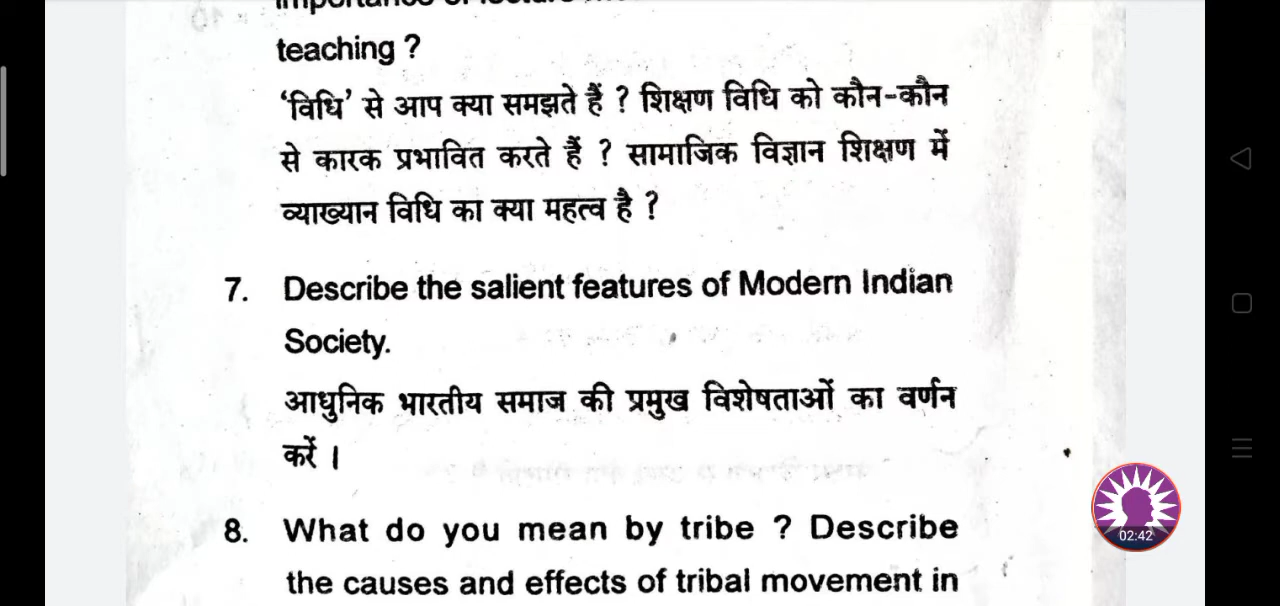 teaching ?
‘विधि’ से आप क्या समझते हैं ? शिक्षण विधि को कौन-कौन
से कारक प्रभावित करते हैं ? सामाजिक विज्ञान शिक्षण में
व्याख्यान विधि का क्या महत्व है ?
7. Describe the salient features of Modern Indian
Society.
आधुनिक भारतीय समाज की प्रमुख विशेषताओं का वर्णन
करें ।
8. What do you mean by tribe ? Describe
the causes and effects of tribal movement in
02:42